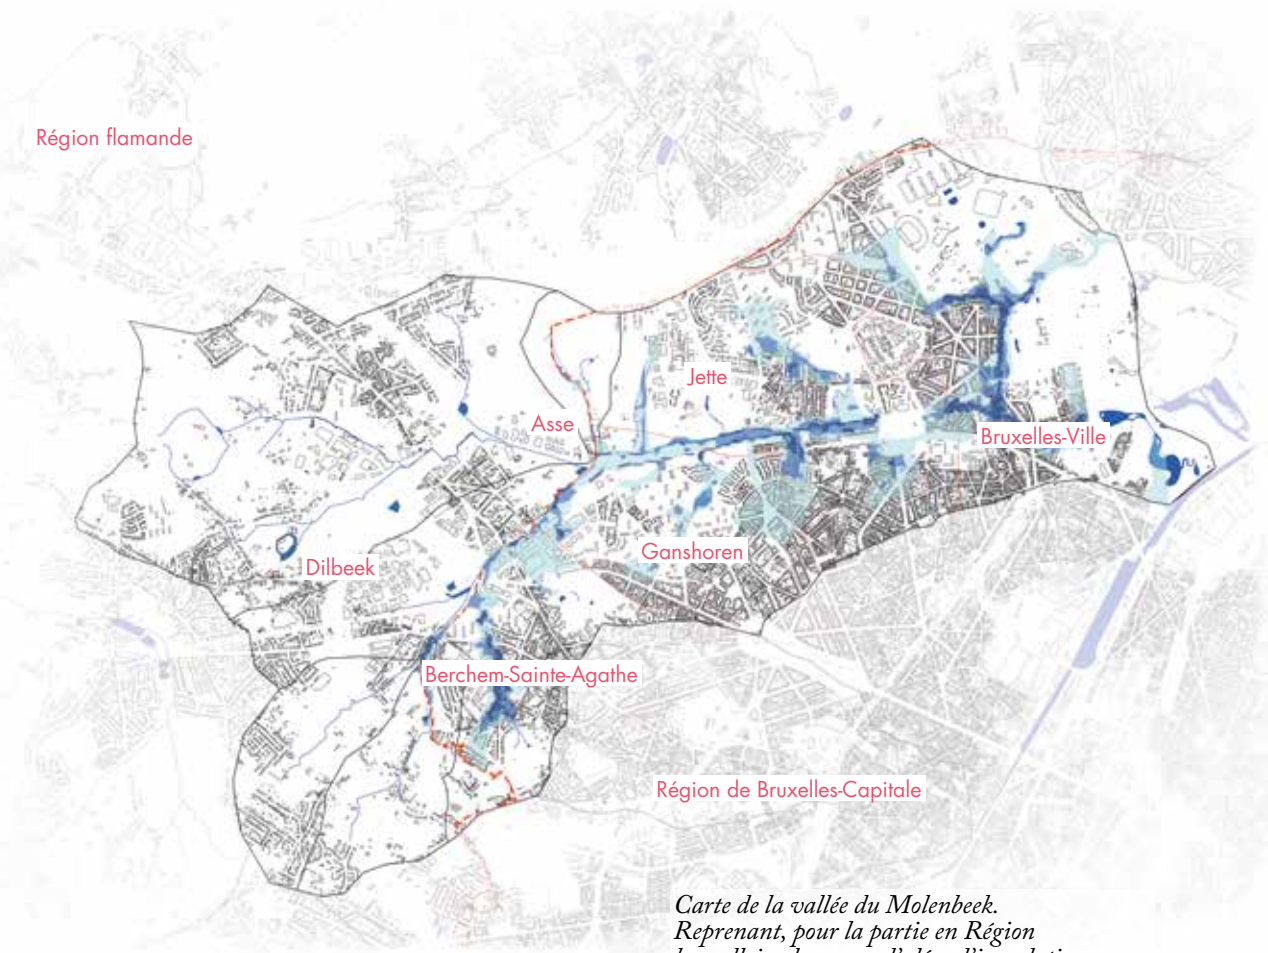 Région flamande
Jette
Asse
Bruxelles-Ville
Ganshoren
Dilbeek
Berchem-Sainte-Agathe
Région de Bruxelles-Capitale
Carte de la vallée du Molenbeek.
Reprenant, pour la partie en Région